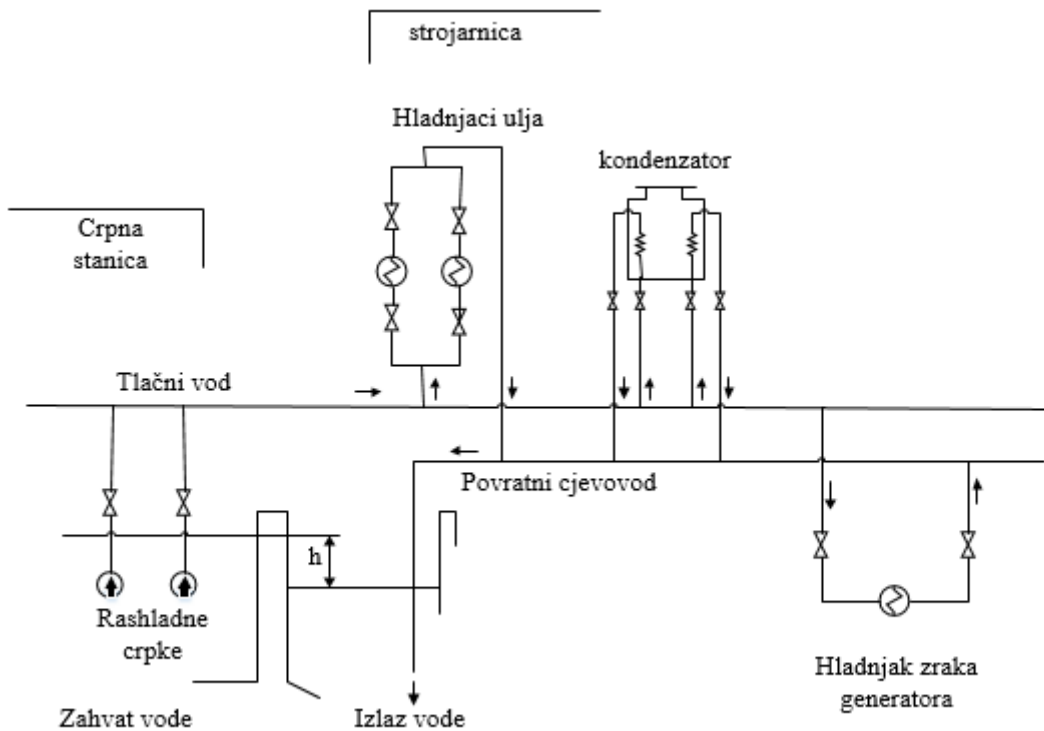 strojarnica
Hladnjaci ulja
kondenzator
Crpna
stanica
Tlačni vod
Povratni cjevovod
h
Rashladne
crpke
Hladnjak zraka
generatora
Zahvat vode
Izlaz vode